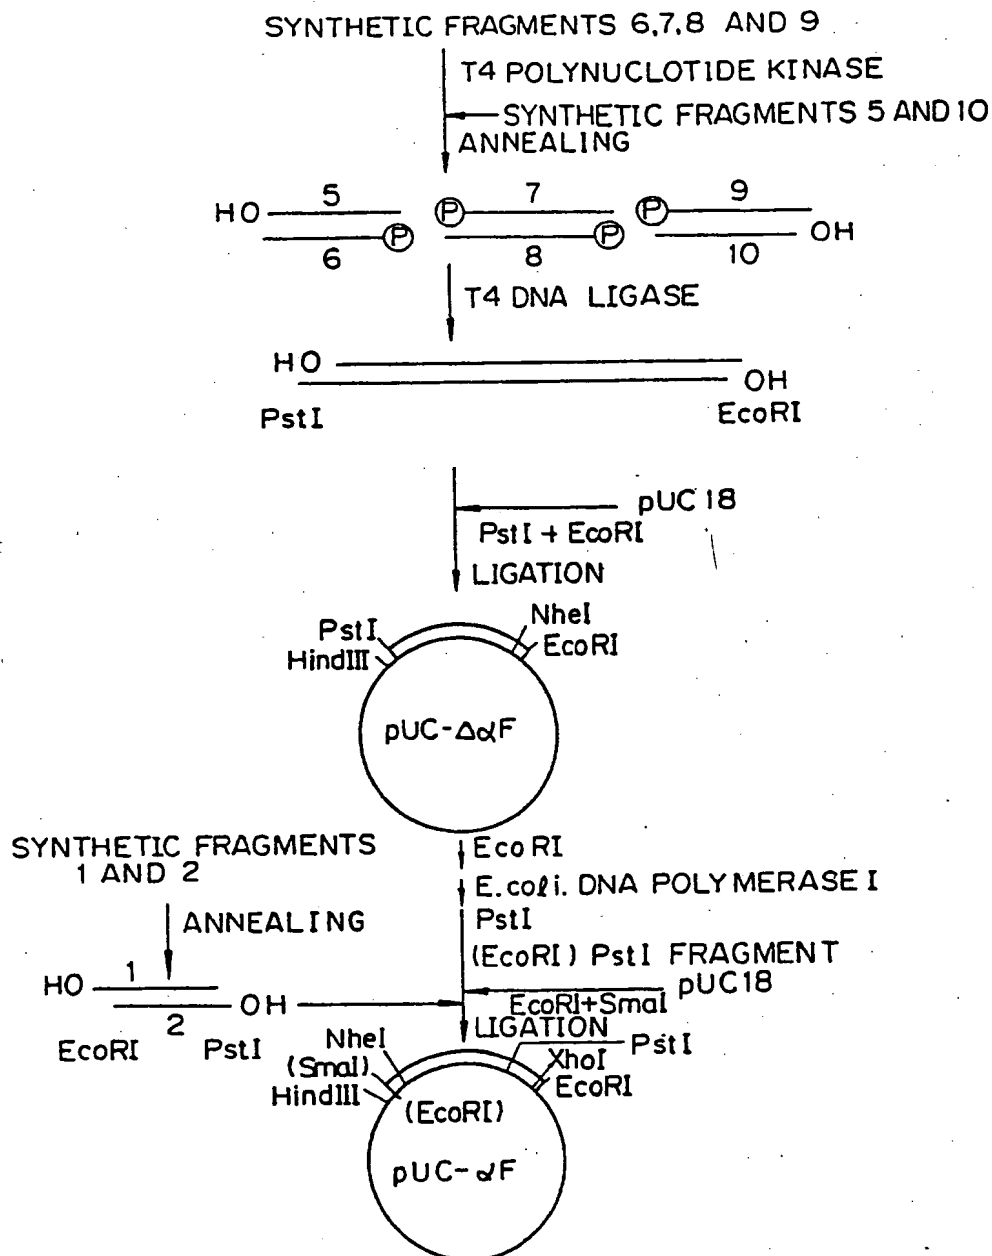 SYNTHETIC FRAGMENTS 6,7,8 AND 9
T4 POLYNUCLOTIDE KINASE
SYNTHETIC FRAGMENTS 5 AND 10
ANNEALING
HO 5 P 7 P 9
6 P 8 P 10 OH
T4 DNA LIGASE
HO
OH
PstI EcoRI
pUC 18
PstI + EcoRI
LIGATION
PstI NheI
HindIII EcoRI
pUC-ΔαF
EcoRI
SYNTHETIC FRAGMENTS
1 AND 2
E.coli. DNA POLYMERASE I
ANNEALING
PstI
(EcoRI) PstI FRAGMENT
HO 1
2 OH
pUC18
EcoRI+SmaI
LIGATION
EcoRI PstI
NheI PstI
(SmaI) XhoI
HindIII EcoRI
(EcoRI)
pUC-αF